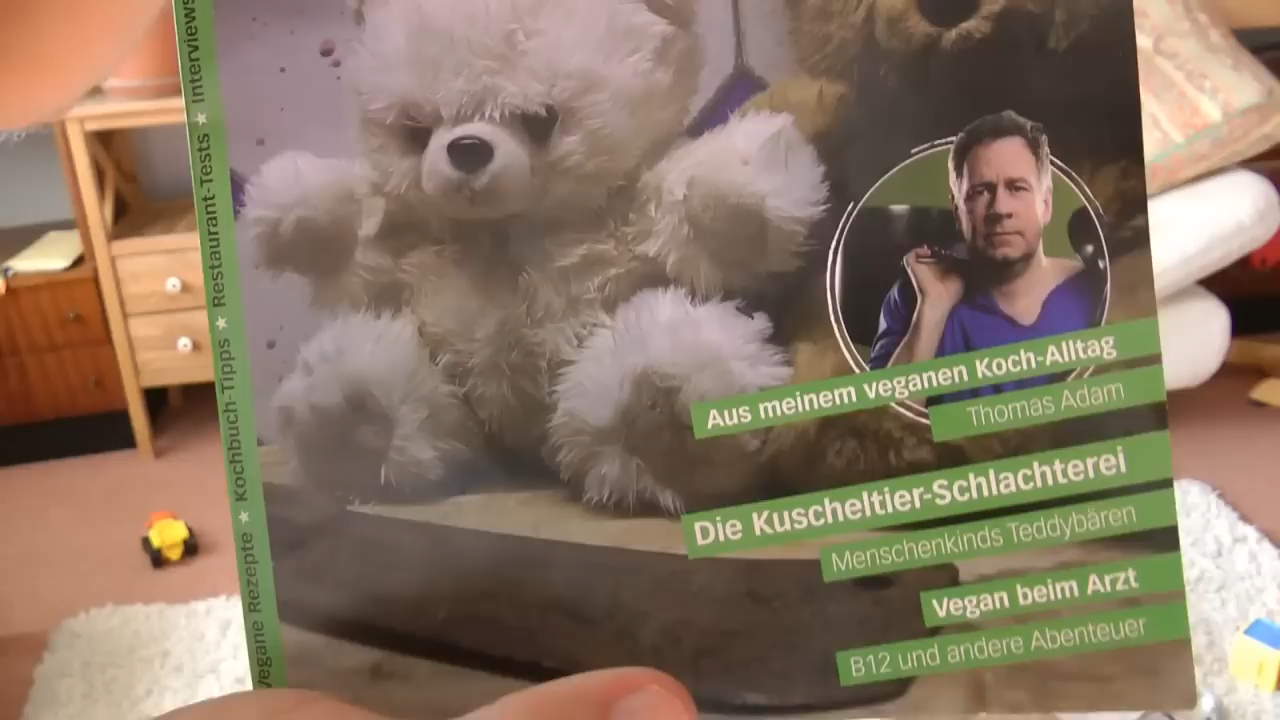 Vegane Rezepte ★ Kochbuch-Tipps ★ Restaurant-Tests ★ Interviews
Aus meinem veganen Koch-Alltag
Thomas Adam
Die Kuscheltier-Schlachterei
Menschenkinds Teddybären
Vegan beim Arzt
B12 und andere Abenteuer